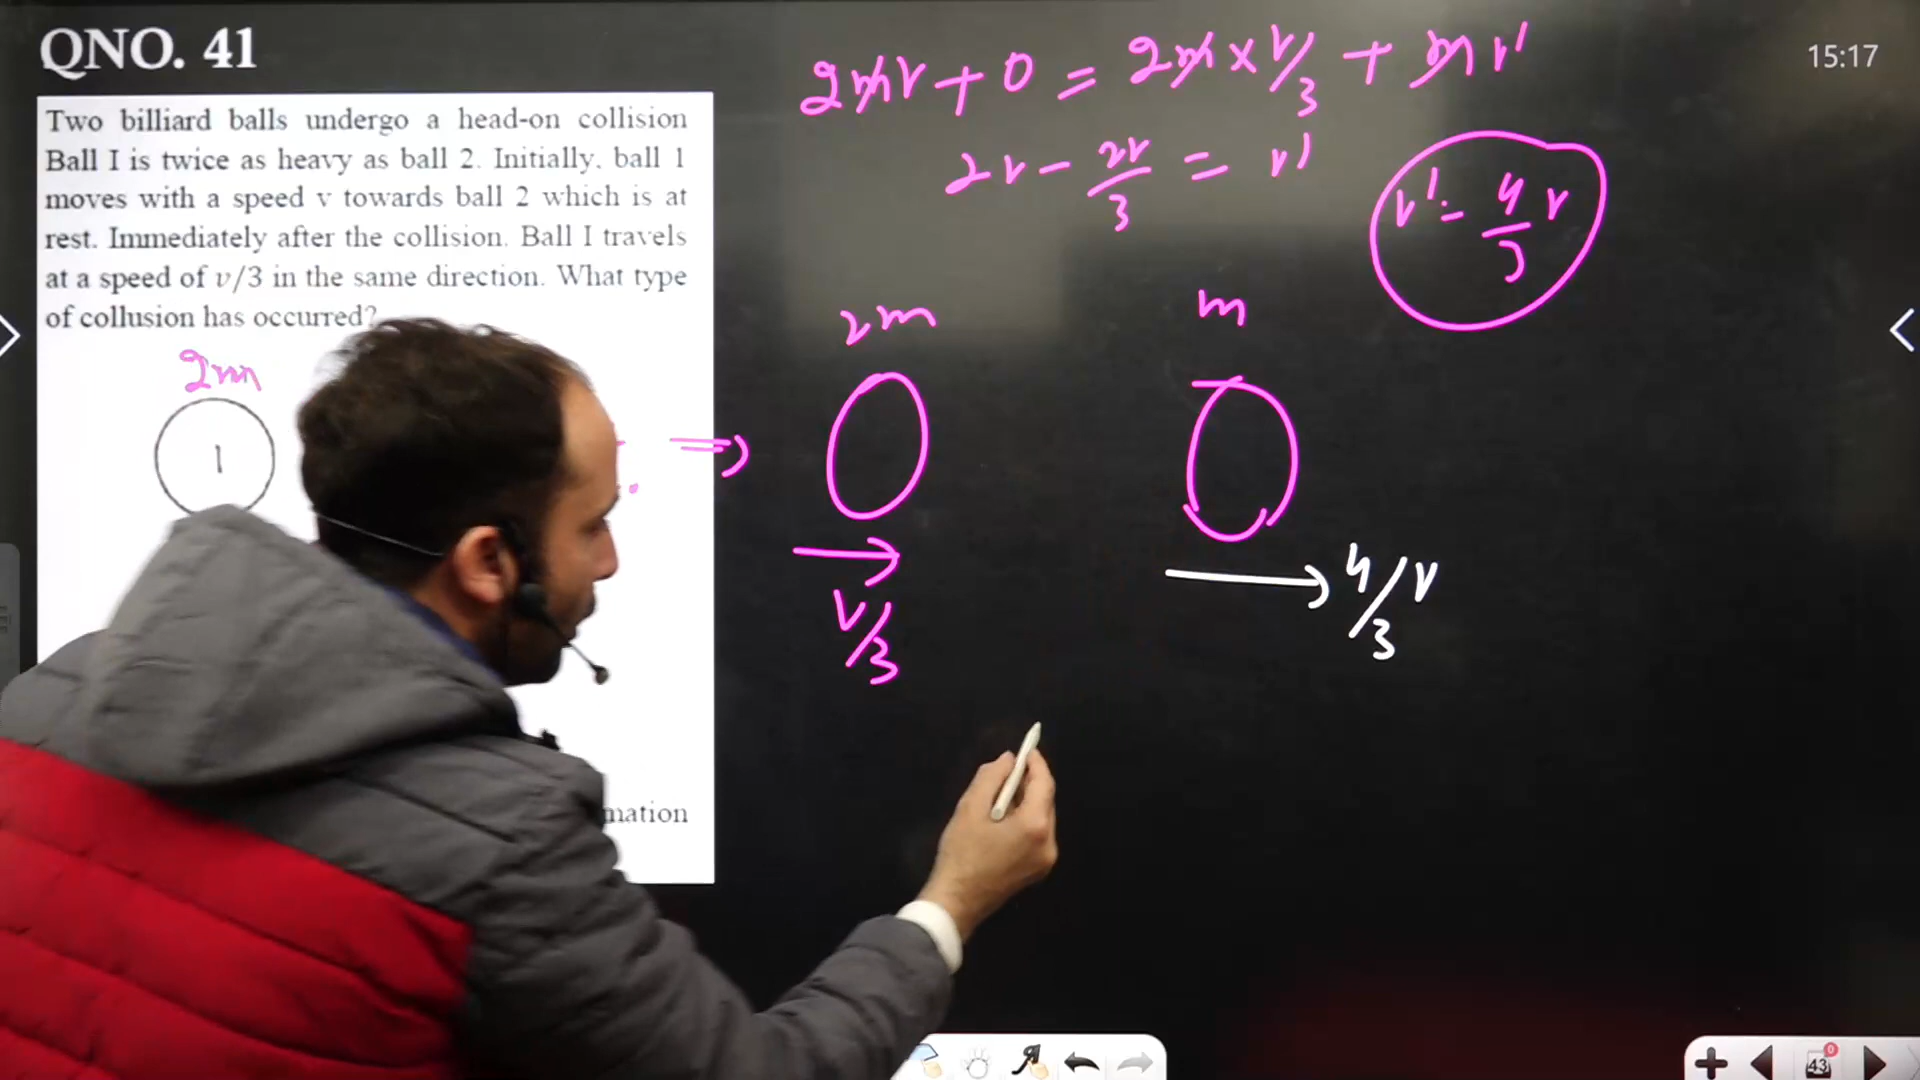 QNO. 41
15:17
Two billiard balls undergo a head-on collision
Ball I is twice as heavy as ball 2. Initially, ball 1
moves with a speed v towards ball 2 which is at
rest. Immediately after the collision. Ball I travels
at a speed of v/3 in the same direction. What type
of collusion has occurred?
2m
1
mation
2mv + 0 = 2m × v/3 + mv'
2v - 2v/3 = v'
v' = 4/3 v
2m
m
⇒
v/3
4/3 v
43
0